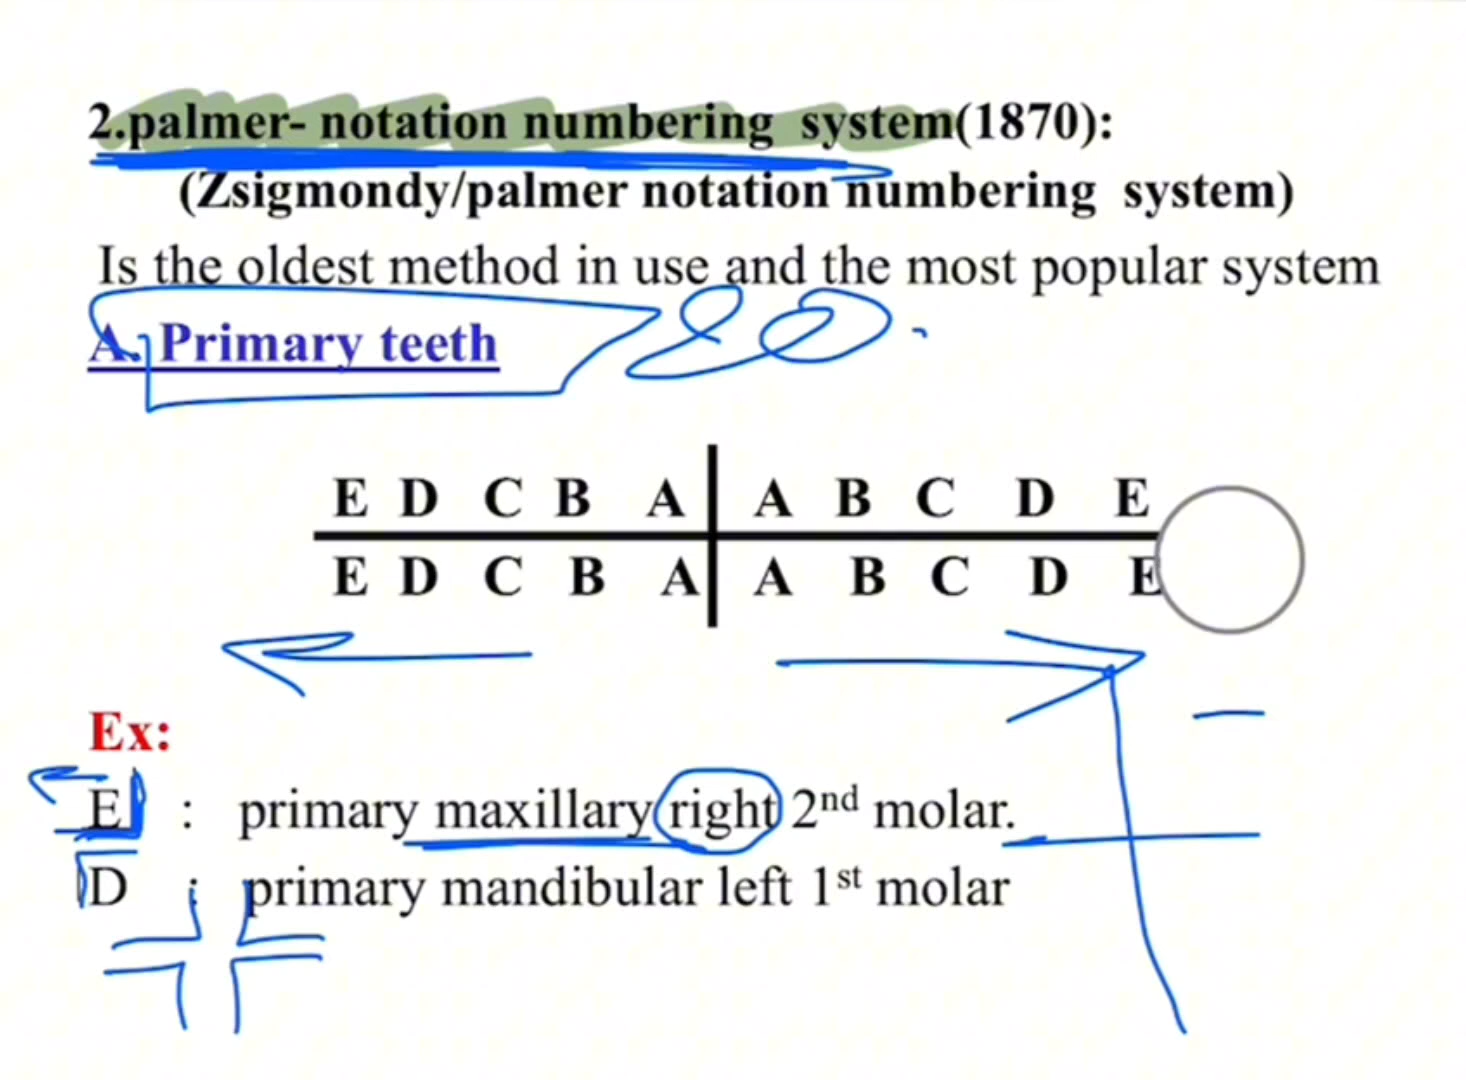 2.palmer- notation numbering system(1870):
(Zsigmondy/palmer notation numbering system)
Is the oldest method in use and the most popular system
A. Primary teeth
E D C B A | A B C D E
E D C B A | A B C D E
Ex:
E : primary maxillary right 2nd molar.
D : primary mandibular left 1st molar